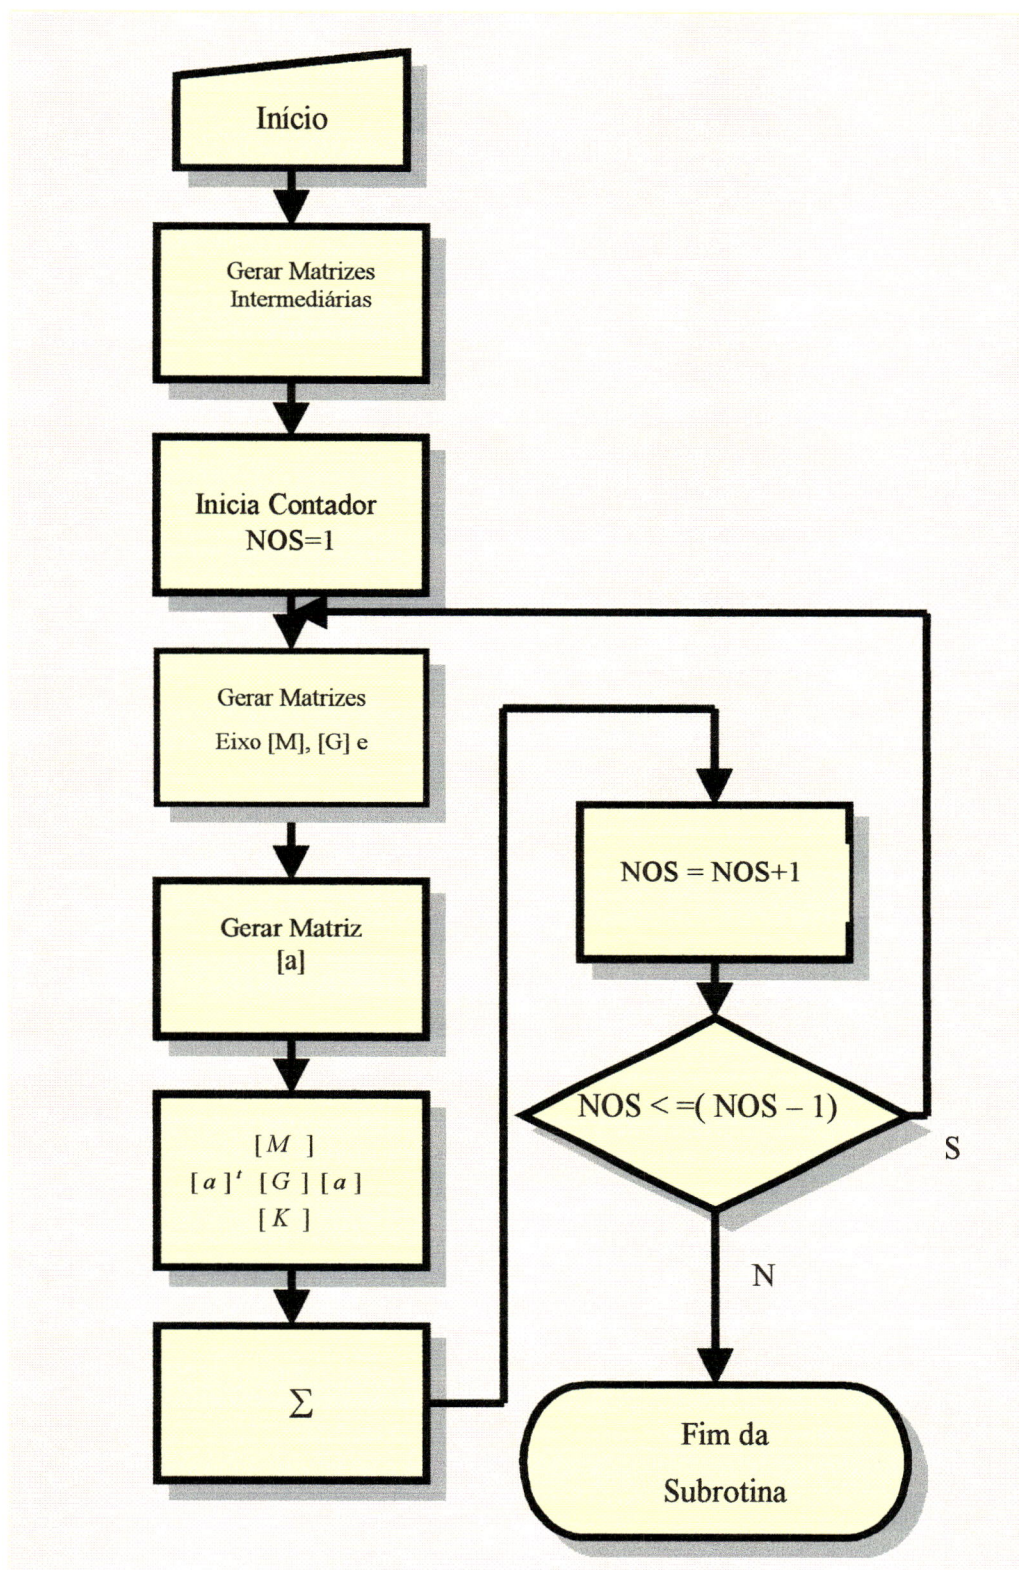 Início
Gerar Matrizes
Intermediárias
Inicia Contador
NOS=1
Gerar Matrizes
Eixo [M], [G] e
Gerar Matriz
[a]
[M ]
[a]ᵗ [G] [a]
[K ]
Σ
NOS = NOS+1
NOS < =( NOS – 1)
S
N
Fim da
Subrotina